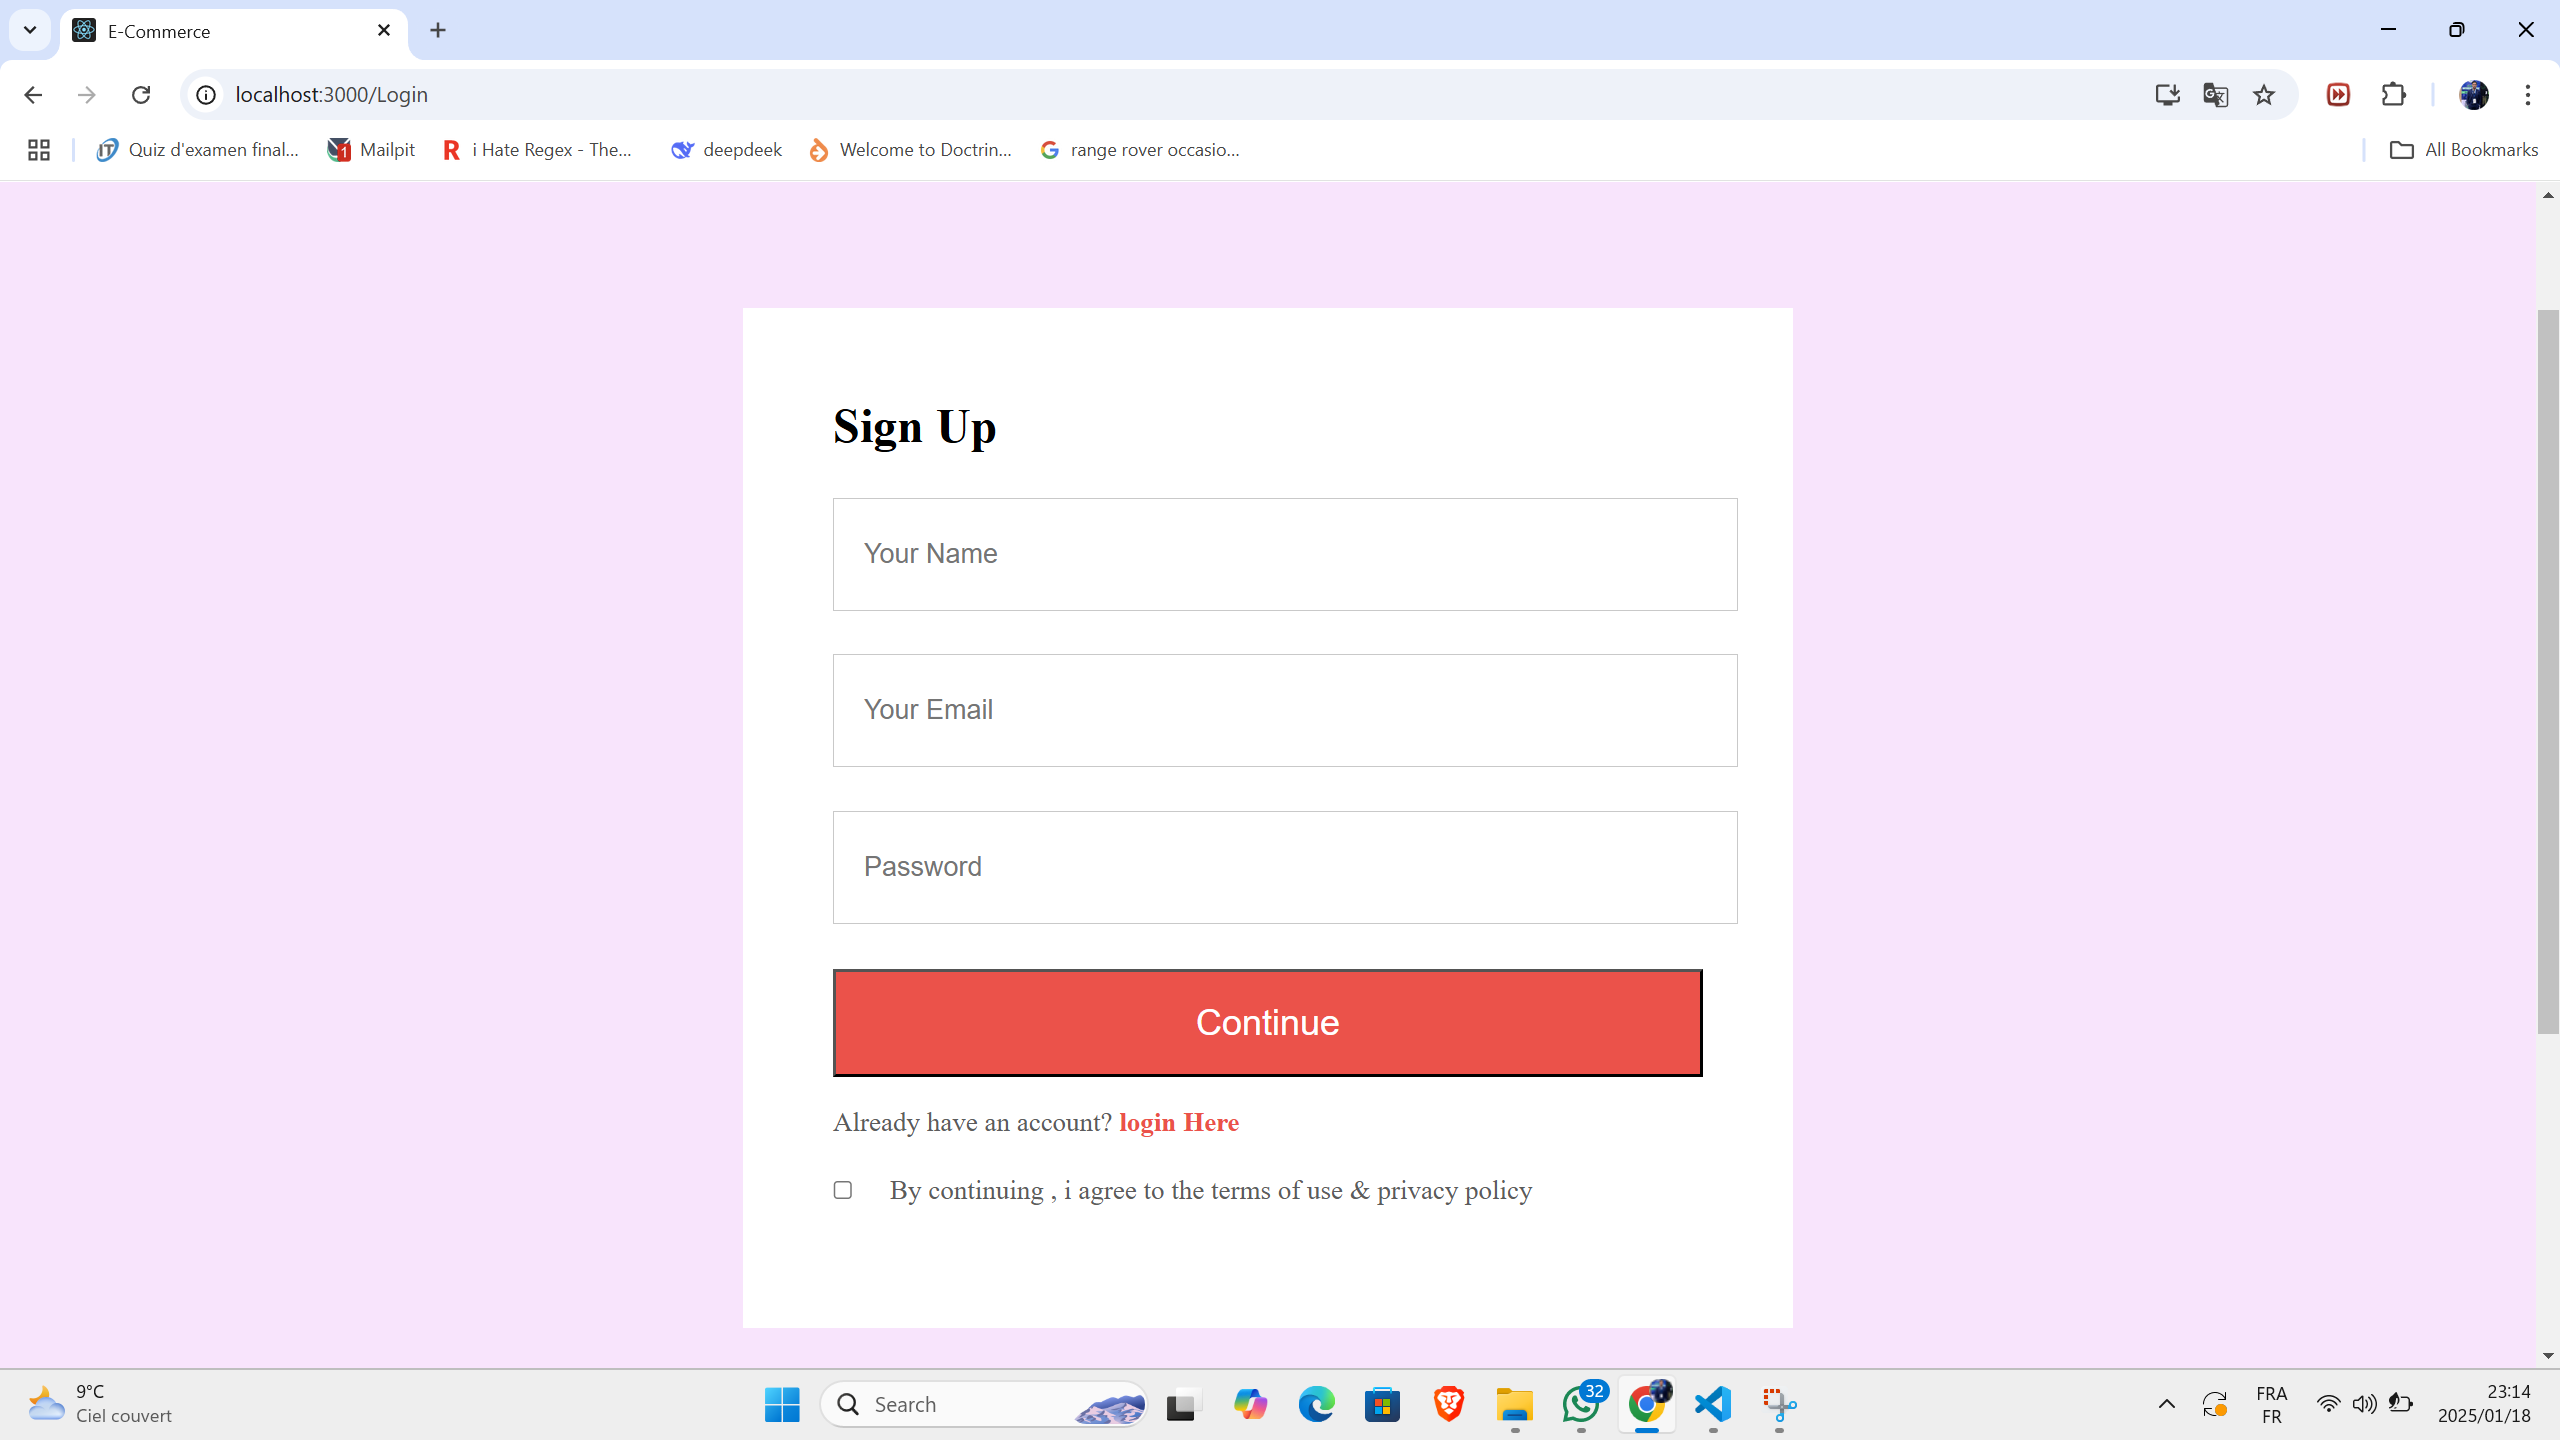 E-Commerce
localhost:3000/Login
Quiz d'examen final...
1
Mailpit
i Hate Regex - The...
deepdeek
Welcome to Doctrin...
range rover occasio...
All Bookmarks
Sign Up
Your Name
Your Email
Password
Continue
Already have an account? login Here
By continuing , i agree to the terms of use & privacy policy
9°C
Ciel couvert
Search
32
FRA
FR
23:14
2025/01/18